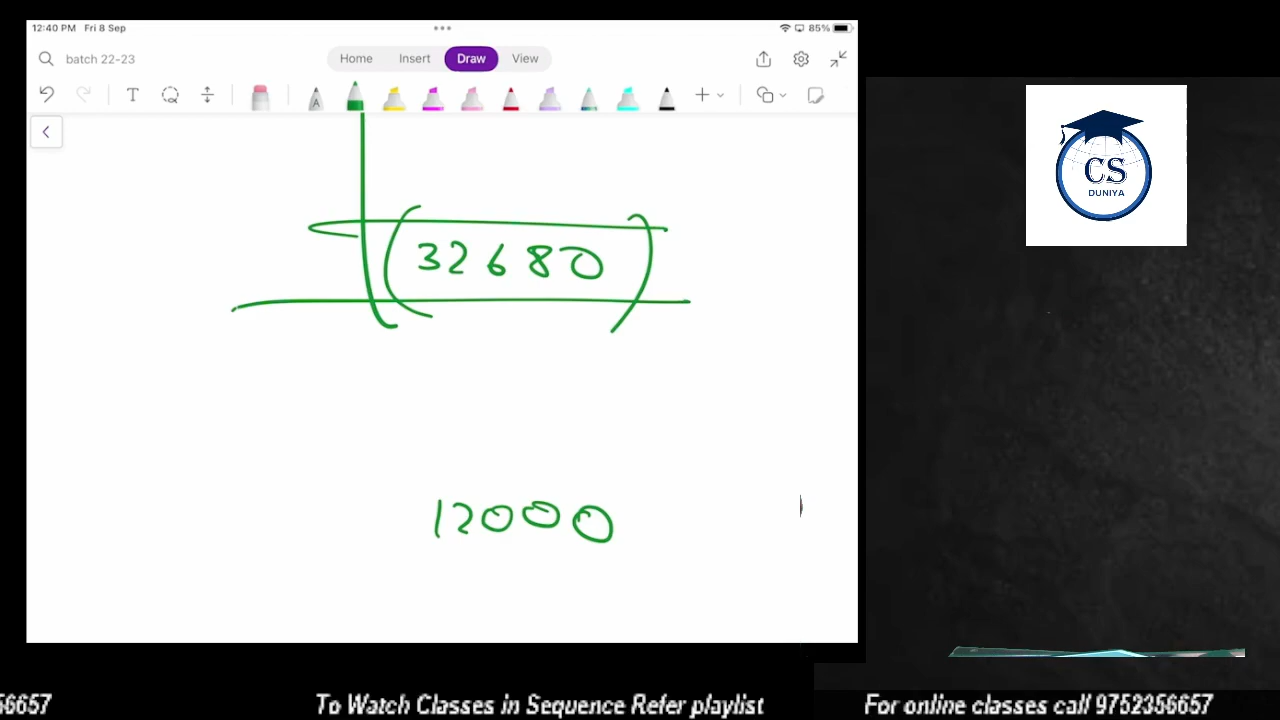 12:40 PM Fri 8 Sep
85%
batch 22-23
Home Insert Draw View
T
A
CS
DUNIYA
(32680)
12000
56657 To Watch Classes in Sequence Refer playlist For online classes call 9752356657